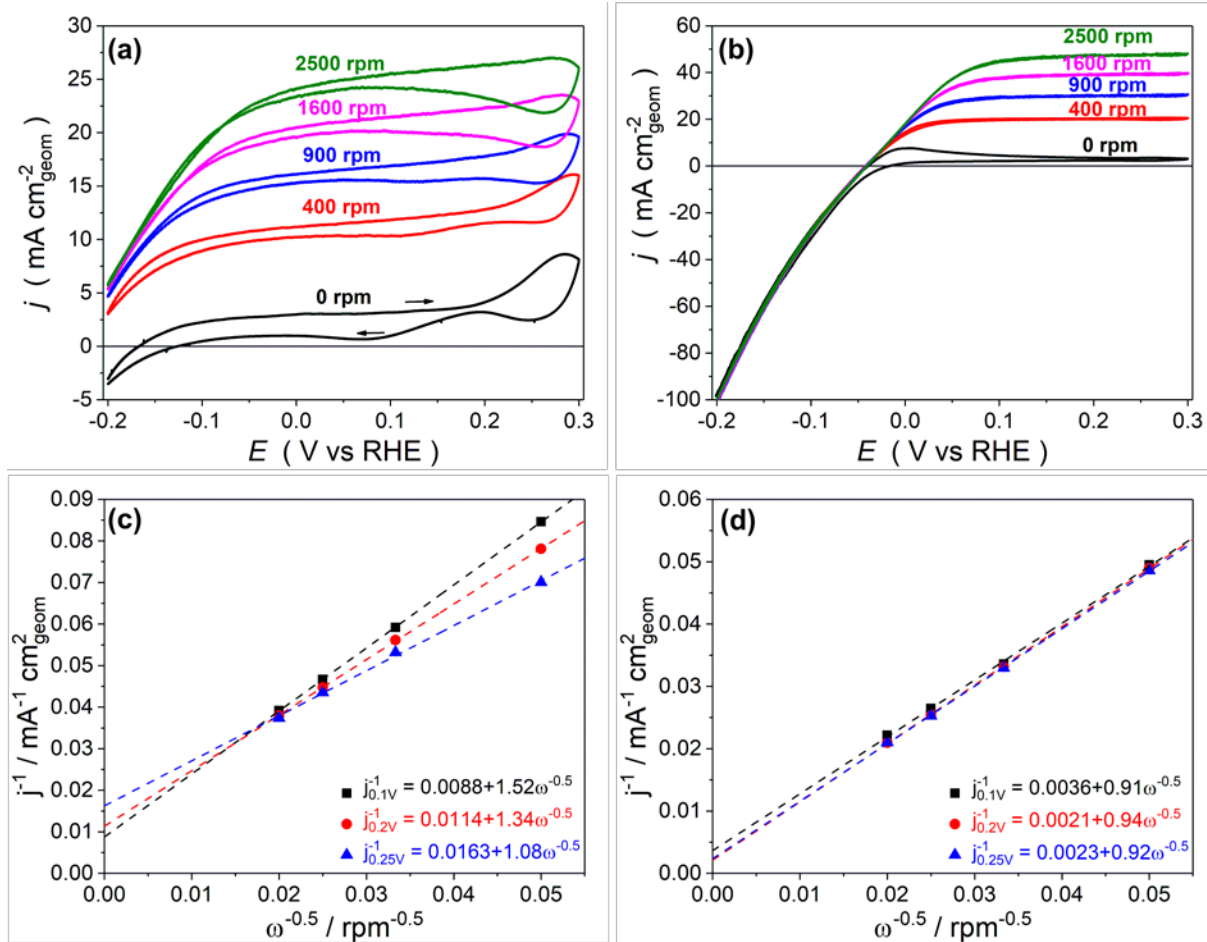 (a)
2500 rpm
1600 rpm
900 rpm
400 rpm
0 rpm
30
25
20
15
10
5
0
-5
j ( mA cm-2geom )
-0.2 -0.1 0.0 0.1 0.2 0.3
E ( V vs RHE )
(b)
2500 rpm
1600 rpm
900 rpm
400 rpm
0 rpm
60
40
20
0
-20
-40
-60
-80
-100
j ( mA cm-2geom )
-0.2 -0.1 0.0 0.1 0.2 0.3
E ( V vs RHE )
(c)
0.09
0.08
0.07
0.06
0.05
0.04
0.03
0.02
0.01
0.00
j-1 / mA-1 cm2geom
j-10.1V = 0.0088+1.52ω-0.5
j-10.2V = 0.0114+1.34ω-0.5
j-10.25V = 0.0163+1.08ω-0.5
0.00 0.01 0.02 0.03 0.04 0.05
ω-0.5 / rpm-0.5
(d)
0.06
0.05
0.04
0.03
0.02
0.01
0.00
j-1 / mA-1 cm2geom
j-10.1V = 0.0036+0.91ω-0.5
j-10.2V = 0.0021+0.94ω-0.5
j-10.25V = 0.0023+0.92ω-0.5
0.00 0.01 0.02 0.03 0.04 0.05
ω-0.5 / rpm-0.5